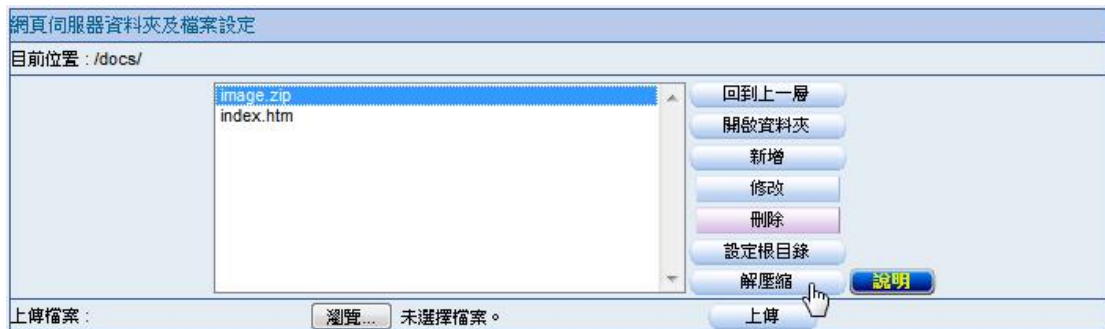 網頁伺服器資料夾及檔案設定
目前位置：/docs/
image.zip
index.htm
回到上一層
開啟資料夾
新增
修改
刪除
設定根目錄
解壓縮 說明
上傳檔案： 瀏覽... 未選擇檔案。 上傳